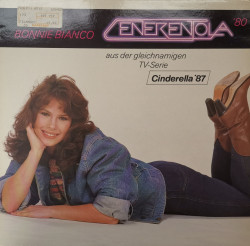 BONNIE BIANCO
CENERENTOLA '80
aus der gleichnamigen
TV-Serie
Cinderella '87